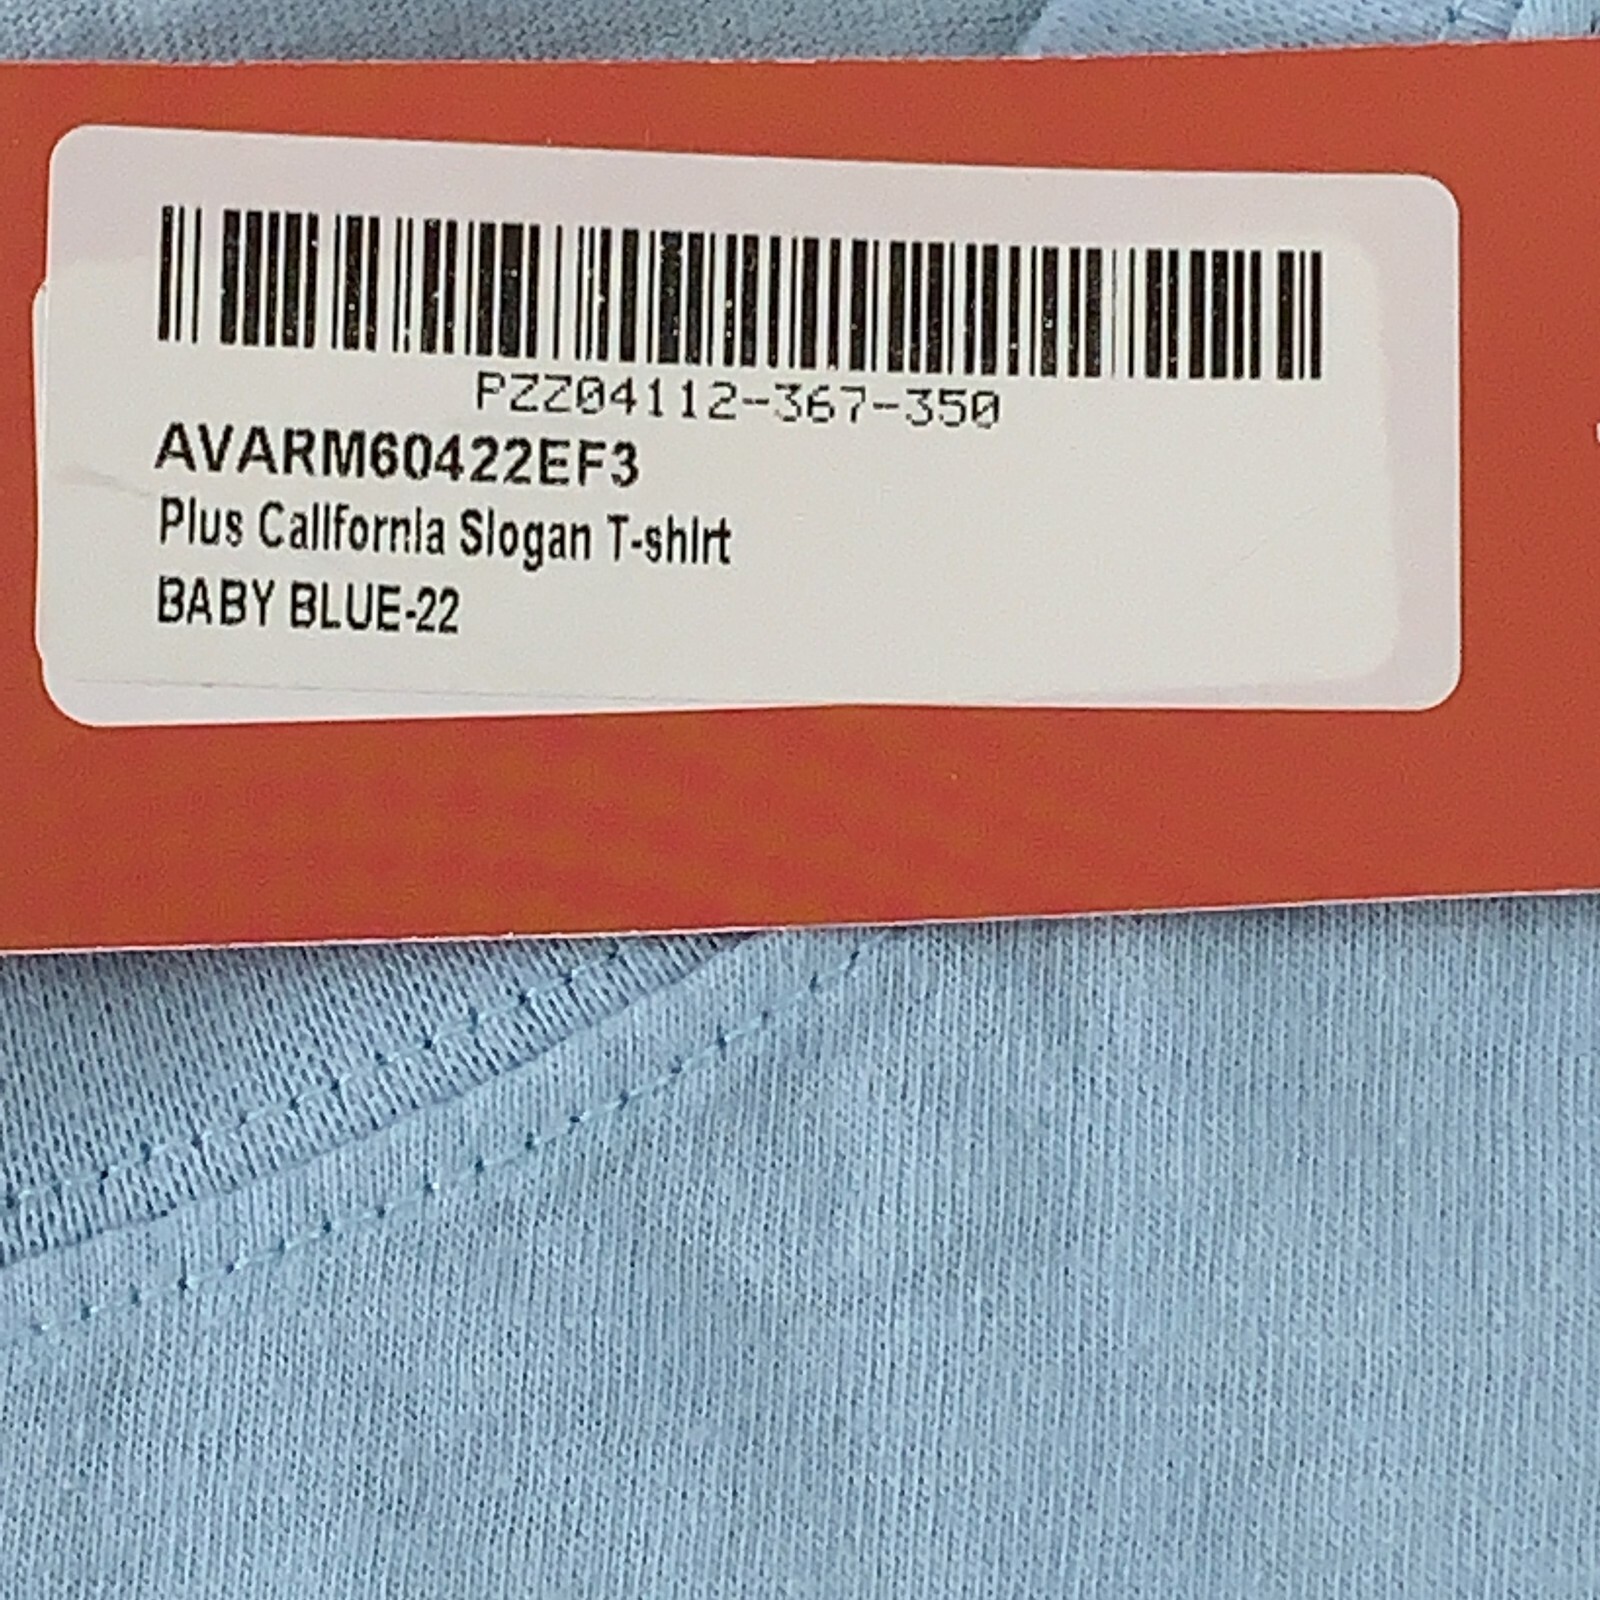 PZZ04112-367-350
AVARM60422EF3
Plus California Slogan T-shirt
BABY BLUE-22